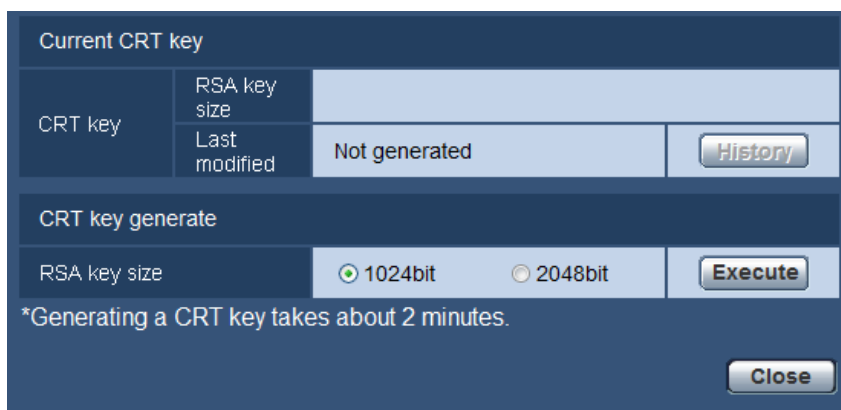 Current CRT key
CRT key
RSA key
size
Last
modified
Not generated
History
CRT key generate
RSA key size
1024bit
2048bit
Execute
*Generating a CRT key takes about 2 minutes.
Close